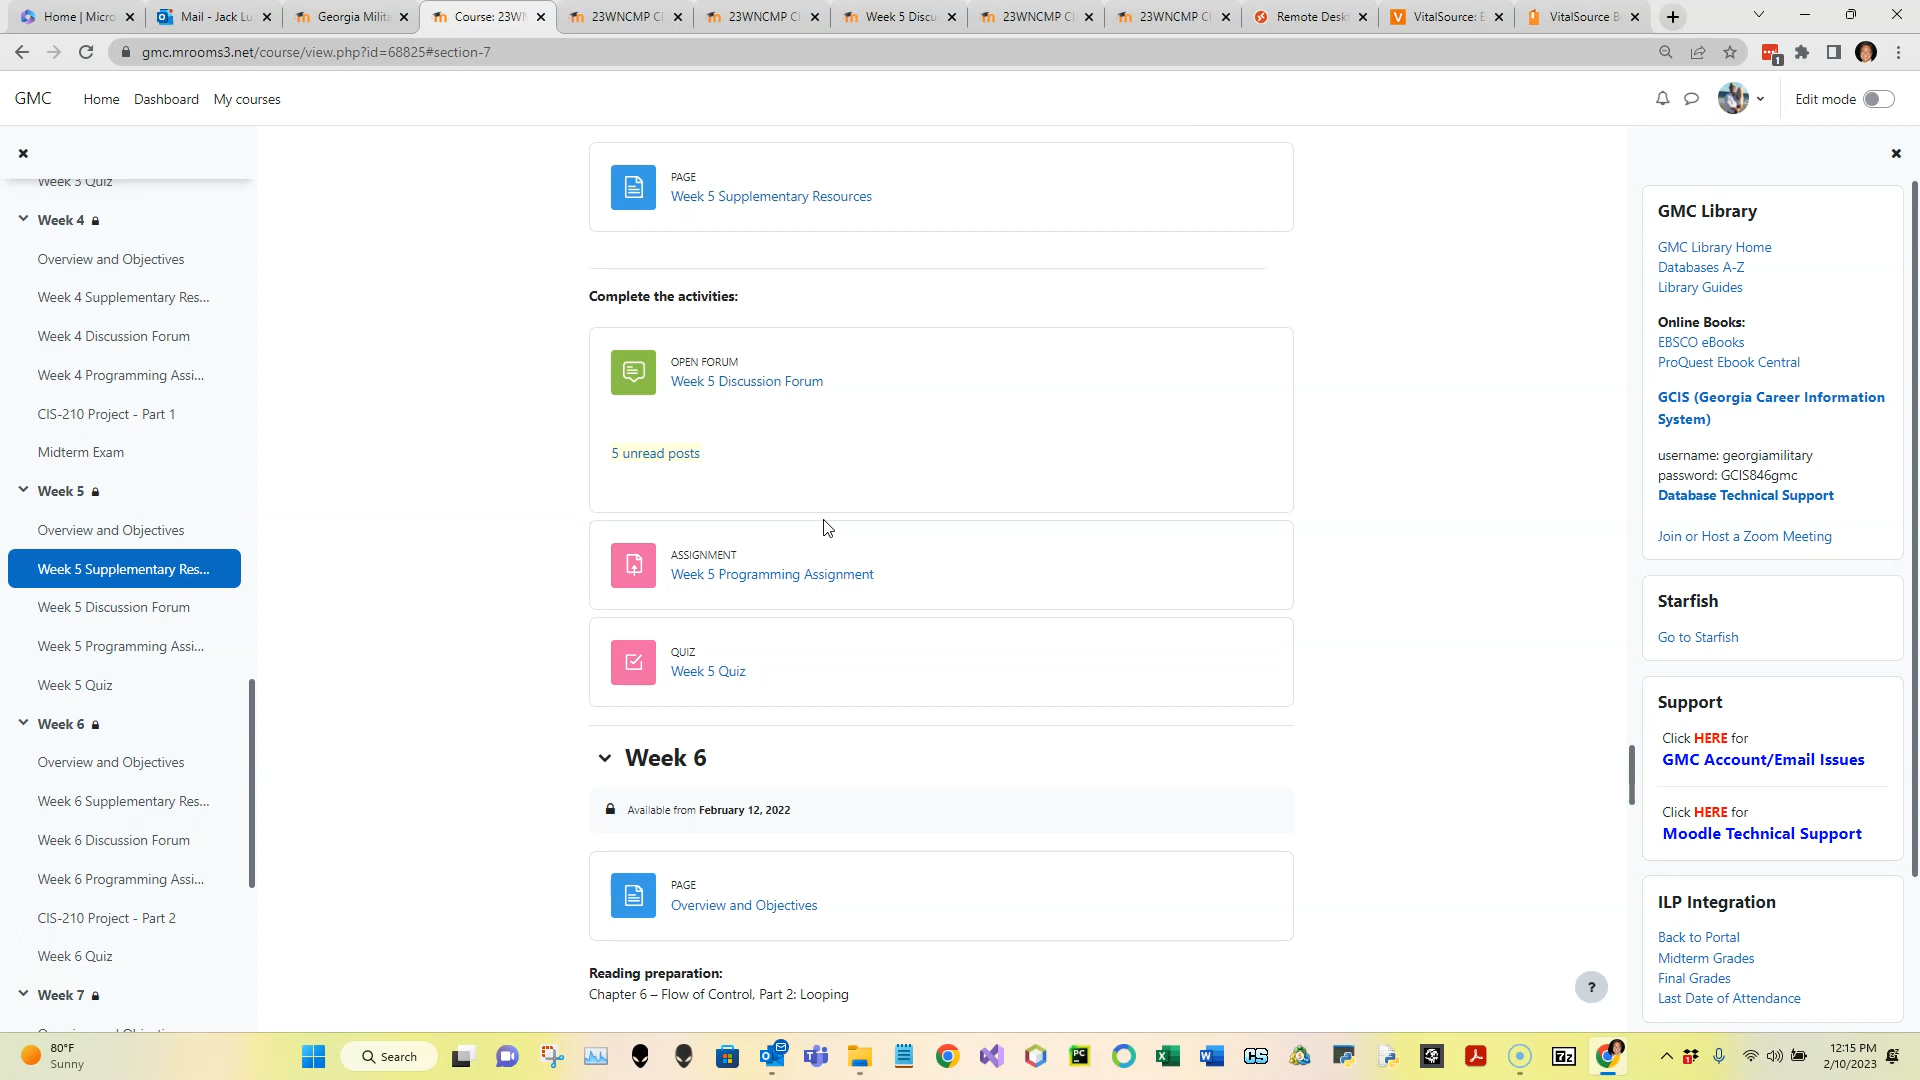 Home | Micro
Mail - Jack Lu
Georgia Milita
Course: 23WN
23WNCMP C
23WNCMP C
Week 5 Discu
23WNCMP C
23WNCMP C
Remote Desk
VitalSource: E
VitalSource B
gmc.mrooms3.net/course/view.php?id=68825#section-7
1
GMC
Home
Dashboard
My courses
Edit mode
Week 3 Quiz
Week 4
Overview and Objectives
Week 4 Supplementary Res...
Week 4 Discussion Forum
Week 4 Programming Assi...
CIS-210 Project - Part 1
Midterm Exam
Week 5
Overview and Objectives
Week 5 Supplementary Res...
Week 5 Discussion Forum
Week 5 Programming Assi...
Week 5 Quiz
Week 6
Overview and Objectives
Week 6 Supplementary Res...
Week 6 Discussion Forum
Week 6 Programming Assi...
CIS-210 Project - Part 2
Week 6 Quiz
Week 7
PAGE
Week 5 Supplementary Resources
Complete the activities:
OPEN FORUM
Week 5 Discussion Forum
5 unread posts
ASSIGNMENT
Week 5 Programming Assignment
QUIZ
Week 5 Quiz
Week 6
Available from February 12, 2022
PAGE
Overview and Objectives
Reading preparation:
Chapter 6 – Flow of Control, Part 2: Looping
GMC Library
GMC Library Home
Databases A-Z
Library Guides
Online Books:
EBSCO eBooks
ProQuest Ebook Central
GCIS (Georgia Career Information
System)
username: georgiamilitary
password: GCIS846gmc
Database Technical Support
Join or Host a Zoom Meeting
Starfish
Go to Starfish
Support
Click HERE for
GMC Account/Email Issues
Click HERE for
Moodle Technical Support
ILP Integration
Back to Portal
Midterm Grades
Final Grades
Last Date of Attendance
?
80°F
Sunny
Search
PC
CS
7z
12:15 PM
2/10/2023